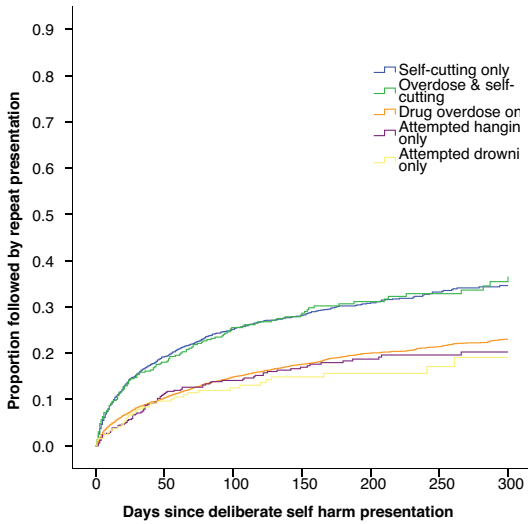 0.9
0.8
0.7
0.6
0.5
0.4
0.3
0.2
0.1
0.0
Proportion followed by repeat presentation
Self-cutting only
Overdose & self-
cutting
Drug overdose on
Attempted hangin
only
Attempted drowni
only
0 50 100 150 200 250 300
Days since deliberate self harm presentation